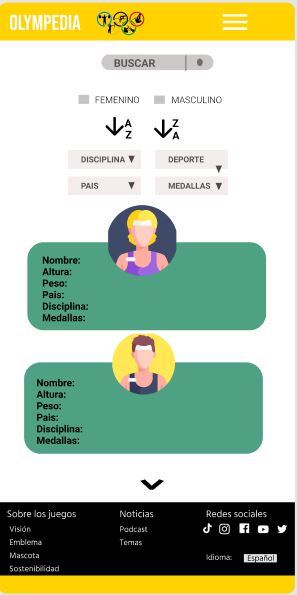 OLYMPEDIA
BUSCAR
FEMENINO MASCULINO
A
Z
Z
A
DISCIPLINA DEPORTE
PAIS MEDALLAS
Nombre:
Altura:
Peso:
Pais:
Disciplina:
Medallas:
Nombre:
Altura:
Peso:
Pais:
Disciplina:
Medallas:
Sobre los juegos
Visión
Emblema
Mascota
Sostenibilidad
Noticias
Podcast
Temas
Redes sociales
Idioma: Español